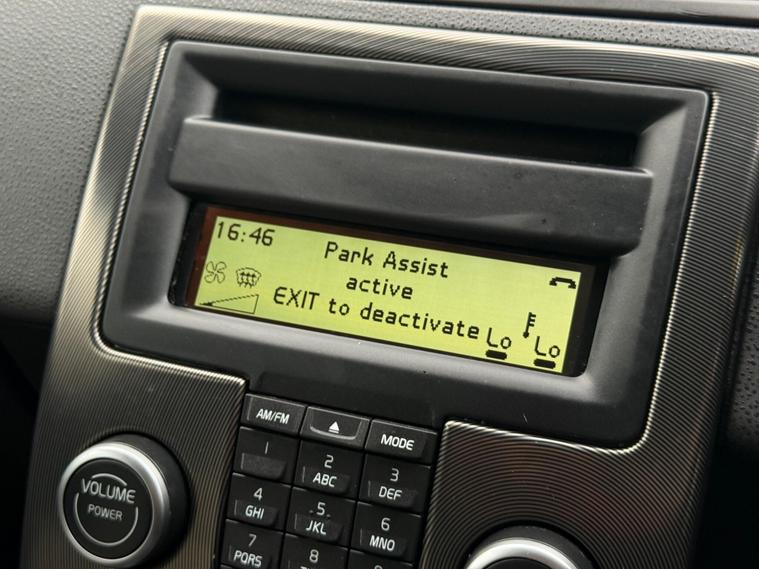 16:46
Park Assist
active
EXIT to deactivate
Lo Lo
AM/FM
MODE
1
2
ABC
3
DEF
4
GHI
5
JKL
6
MNO
7
PQRS
8
VOLUME
POWER